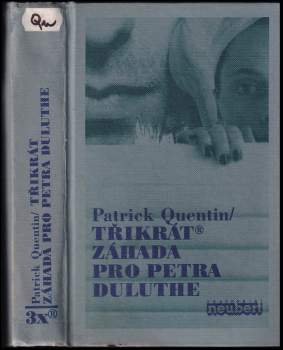 Qu
Patrick Quentin/ TŘIKRÁT
ZÁHADA PRO PETRA DULUTHE
3x®
Patrick Quentin/
TŘIKRÁT®
ZÁHADA
PRO PETRA
DULUTHE
neubert